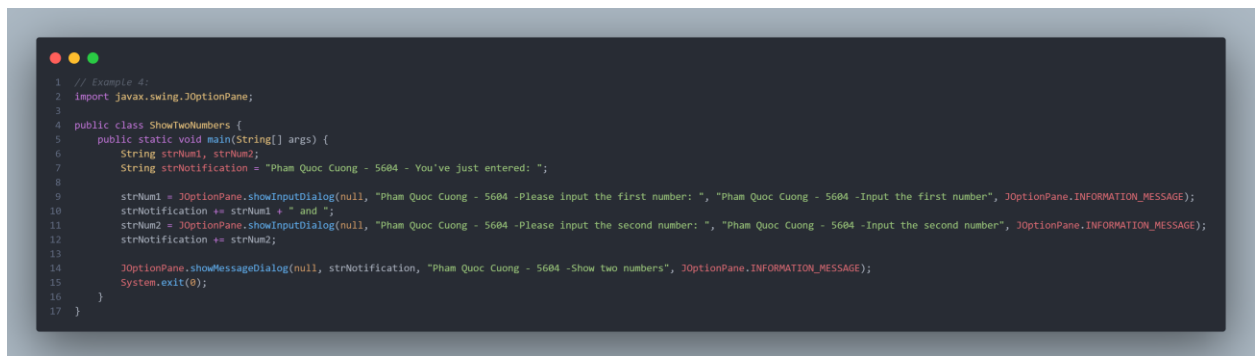 1 // Example 4:
2 import javax.swing.JOptionPane;
3
4 public class ShowTwoNumbers {
5     public static void main(String[] args) {
6         String strNum1, strNum2;
7         String strNotification = "Pham Quoc Cuong - 5604 - You've just entered: ";
8
9         strNum1 = JOptionPane.showInputDialog(null, "Pham Quoc Cuong - 5604 -Please input the first number: ", "Pham Quoc Cuong - 5604 -Input the first number", JOptionPane.INFORMATION_MESSAGE);
10         strNotification += strNum1 + " and ";
11         strNum2 = JOptionPane.showInputDialog(null, "Pham Quoc Cuong - 5604 -Please input the second number: ", "Pham Quoc Cuong - 5604 -Input the second number", JOptionPane.INFORMATION_MESSAGE);
12         strNotification += strNum2;
13
14         JOptionPane.showMessageDialog(null, strNotification, "Pham Quoc Cuong - 5604 -Show two numbers", JOptionPane.INFORMATION_MESSAGE);
15         System.exit(0);
16     }
17 }